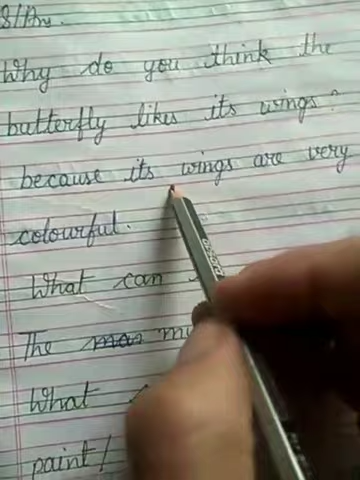 S/Ans.
Why do you think the
butterfly likes its wings?
because its wings are very
colourful.
What can
The
What
paint/